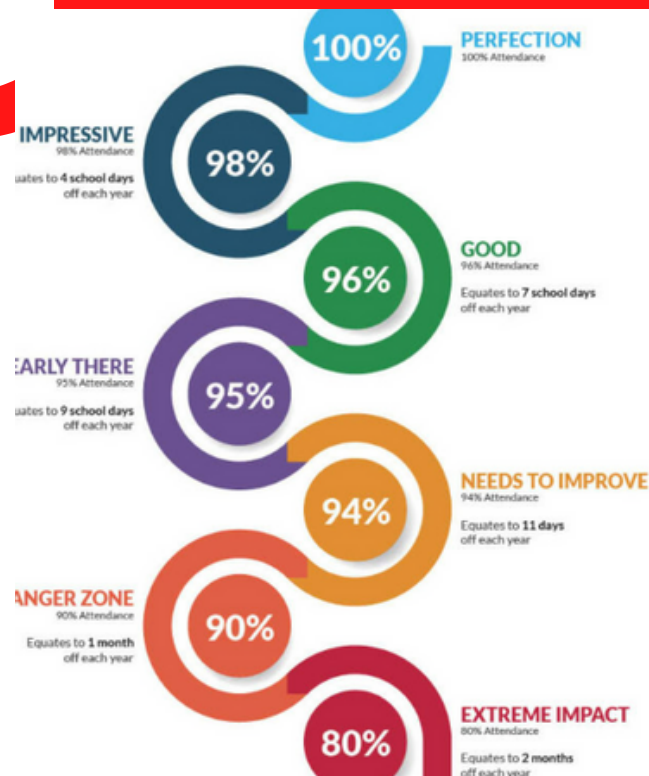 100%
PERFECTION
100% Attendance
IMPRESSIVE
98% Attendance
uates to 4 school days
off each year
98%
GOOD
96% Attendance
Equates to 7 school days
off each year
96%
EARLY THERE
95% Attendance
uates to 9 school days
off each year
95%
NEEDS TO IMPROVE
94% Attendance
Equates to 11 days
off each year
94%
ANGER ZONE
90% Attendance
Equates to 1 month
off each year
90%
EXTREME IMPACT
80% Attendance
Equates to 2 months
off each year
80%